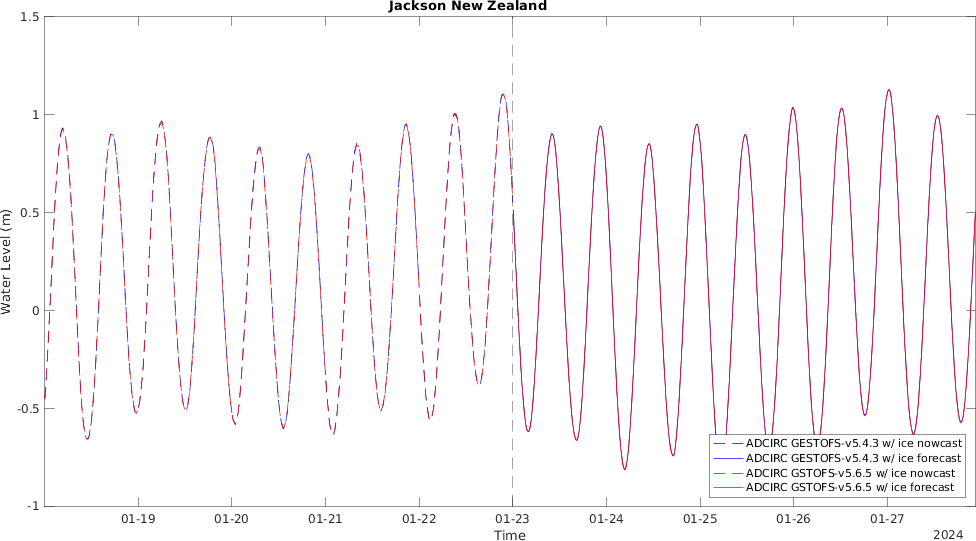 Jackson New Zealand
1.5
1
0.5
0
-0.5
-1
Water Level (m)
01-19
01-20
01-21
01-22
01-23
01-24
01-25
01-26
01-27
Time
2024
ADCIRC GESTOFS-v5.4.3 w/ ice nowcast
ADCIRC GESTOFS-v5.4.3 w/ ice forecast
ADCIRC GSTOFS-v5.6.5 w/ ice nowcast
ADCIRC GSTOFS-v5.6.5 w/ ice forecast